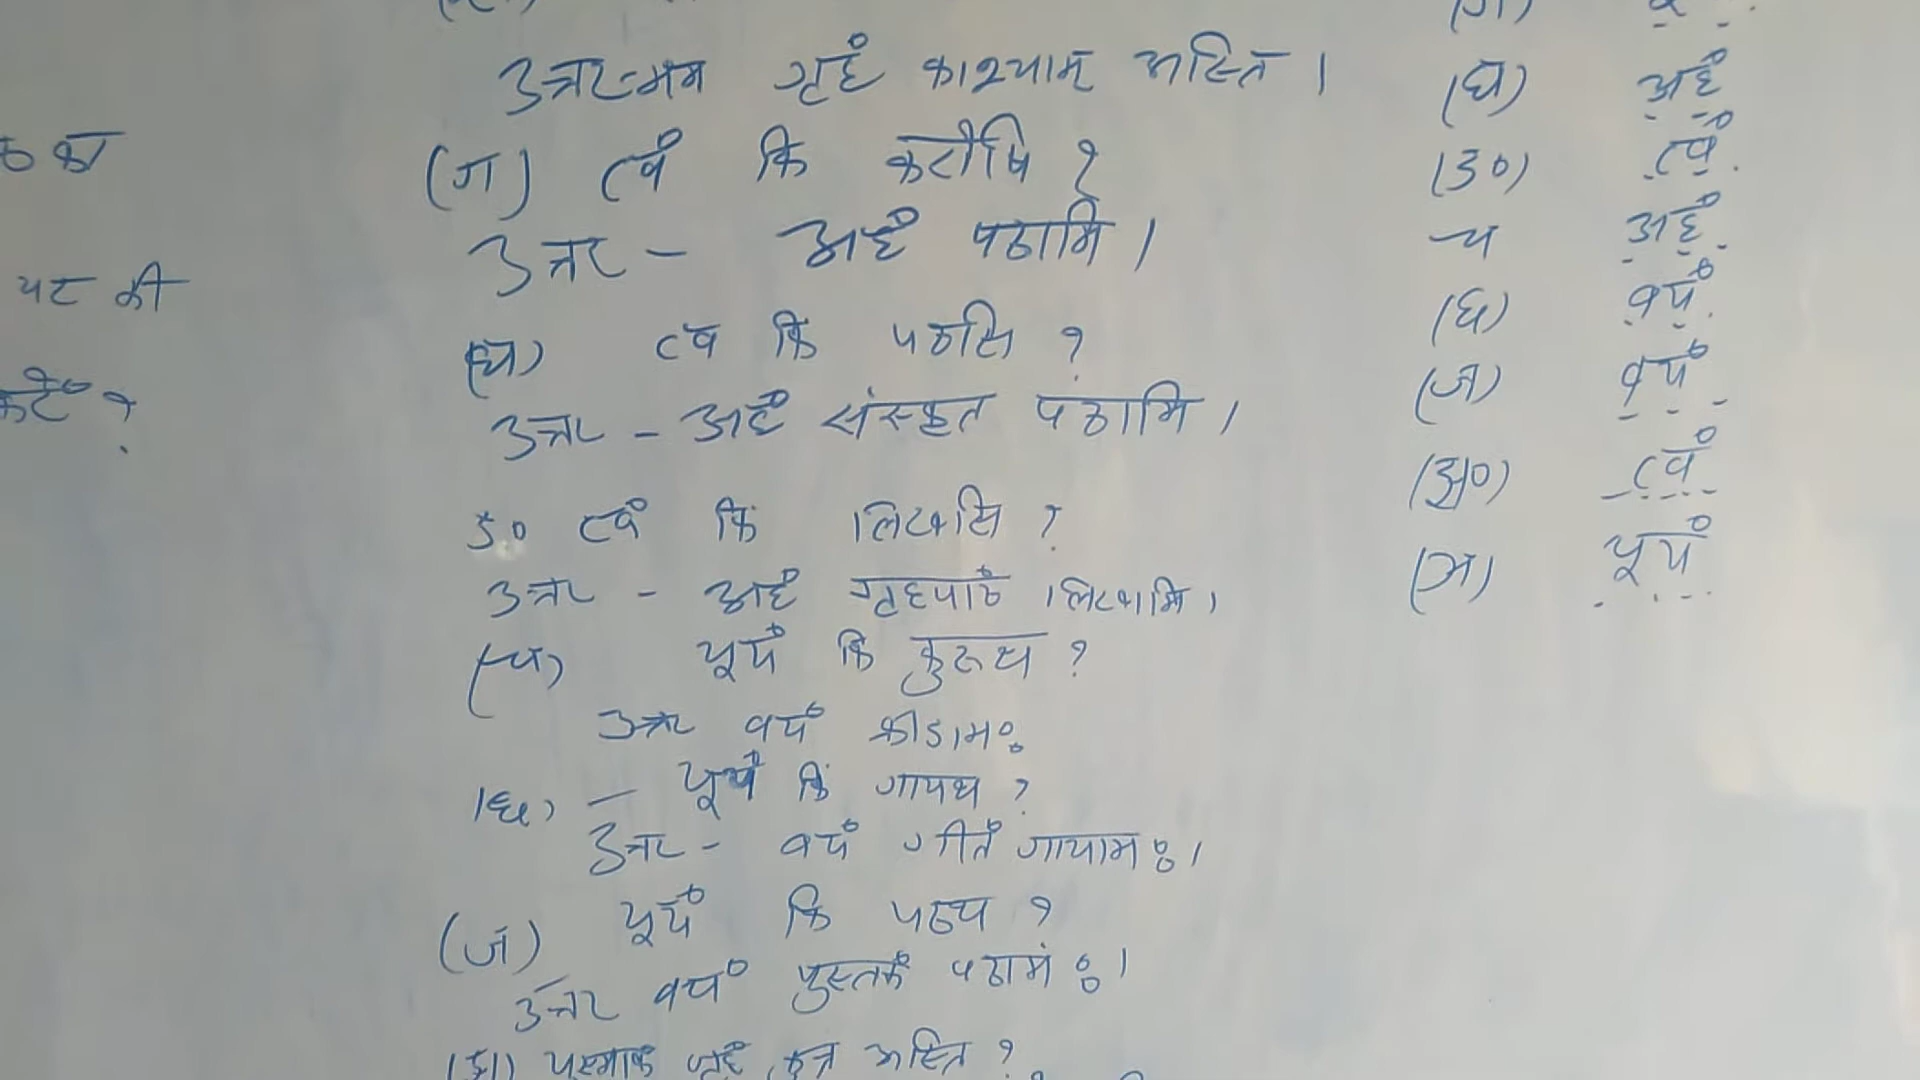 उत्तर-मम गृहं काश्याम् अस्ति ।
(ग) त्वं किं करोषि ?
उत्तर - अहं पठामि ।
(घ) त्वं किं पठसि ?
उत्तर - अहं संस्कृत पठामि ।
ङ० त्वं किं लिखसि ?
उत्तर - अहं गृहपाठं लिखामि ।
(च) यूयं किं कुरूथ ?
उत्तर वयं क्रीडामः
(छ) - यूयं किं गायथ ?
उत्तर - वयं गीतं गायामः ।
(ज) यूयं किं पठथ ?
उत्तर वयं पुस्तकं पठामः ।
(झ) युस्माकं गृहं कुत्र अस्ति ?
(घ) अहं
(ङ०) त्वं
च अहं
(छ) वयं
(ज) वयं
(झ०) त्वं
(ञ) यूयं
का
की